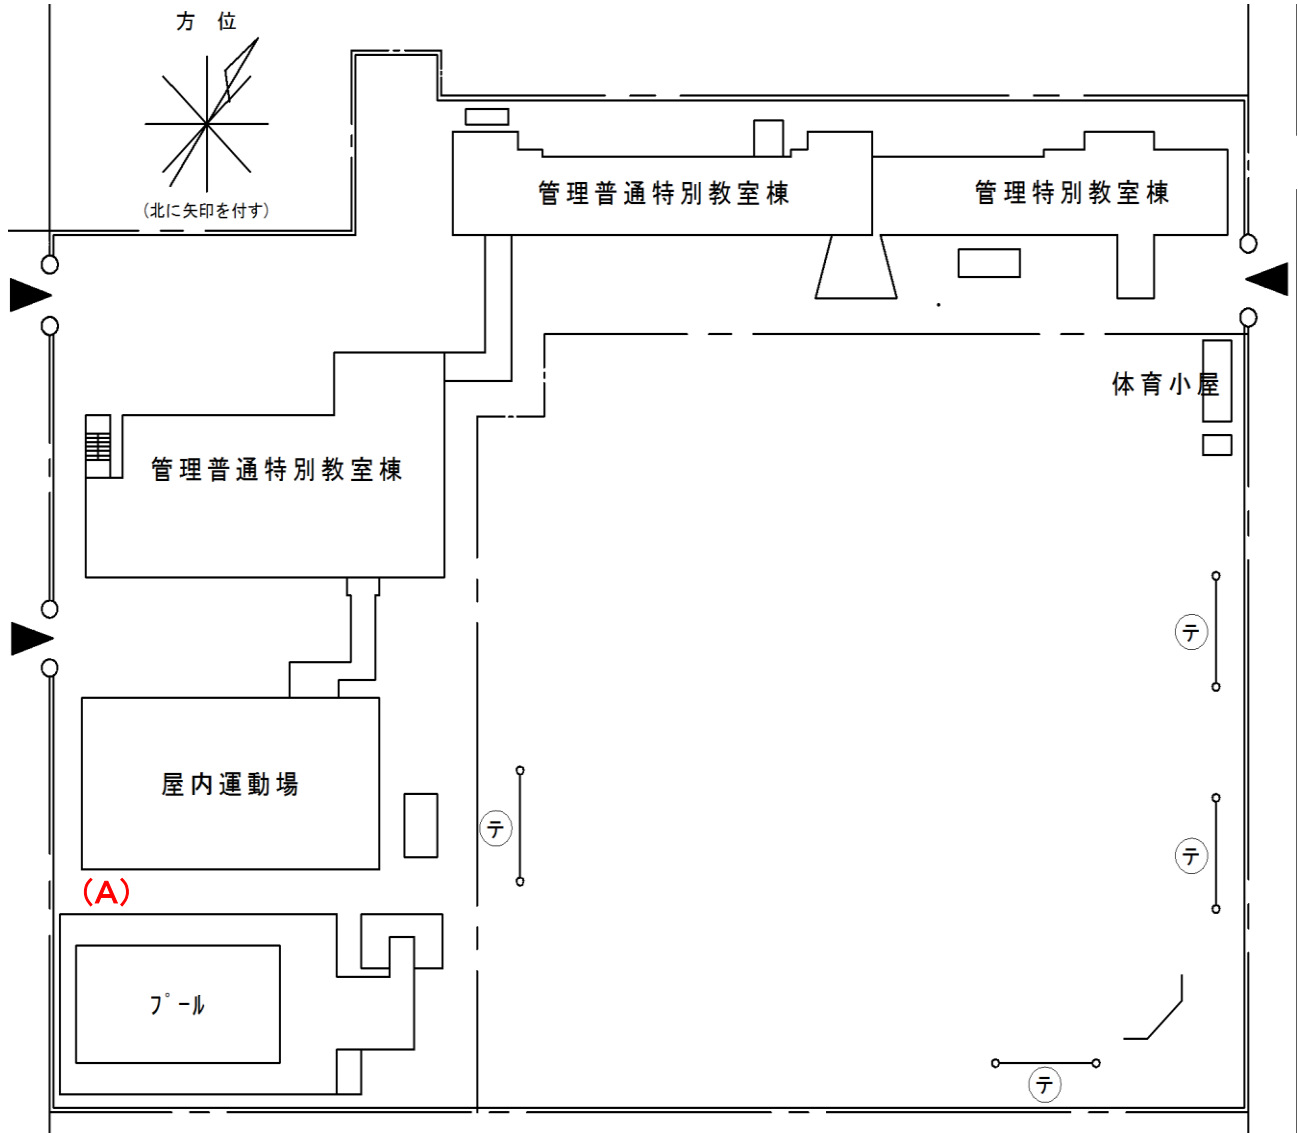 方 位
(北に矢印を付す)
管理普通特別教室棟
管理特別教室棟
体育小屋
管理普通特別教室棟
テ
屋内運動場
テ
テ
(A)
プール
テ